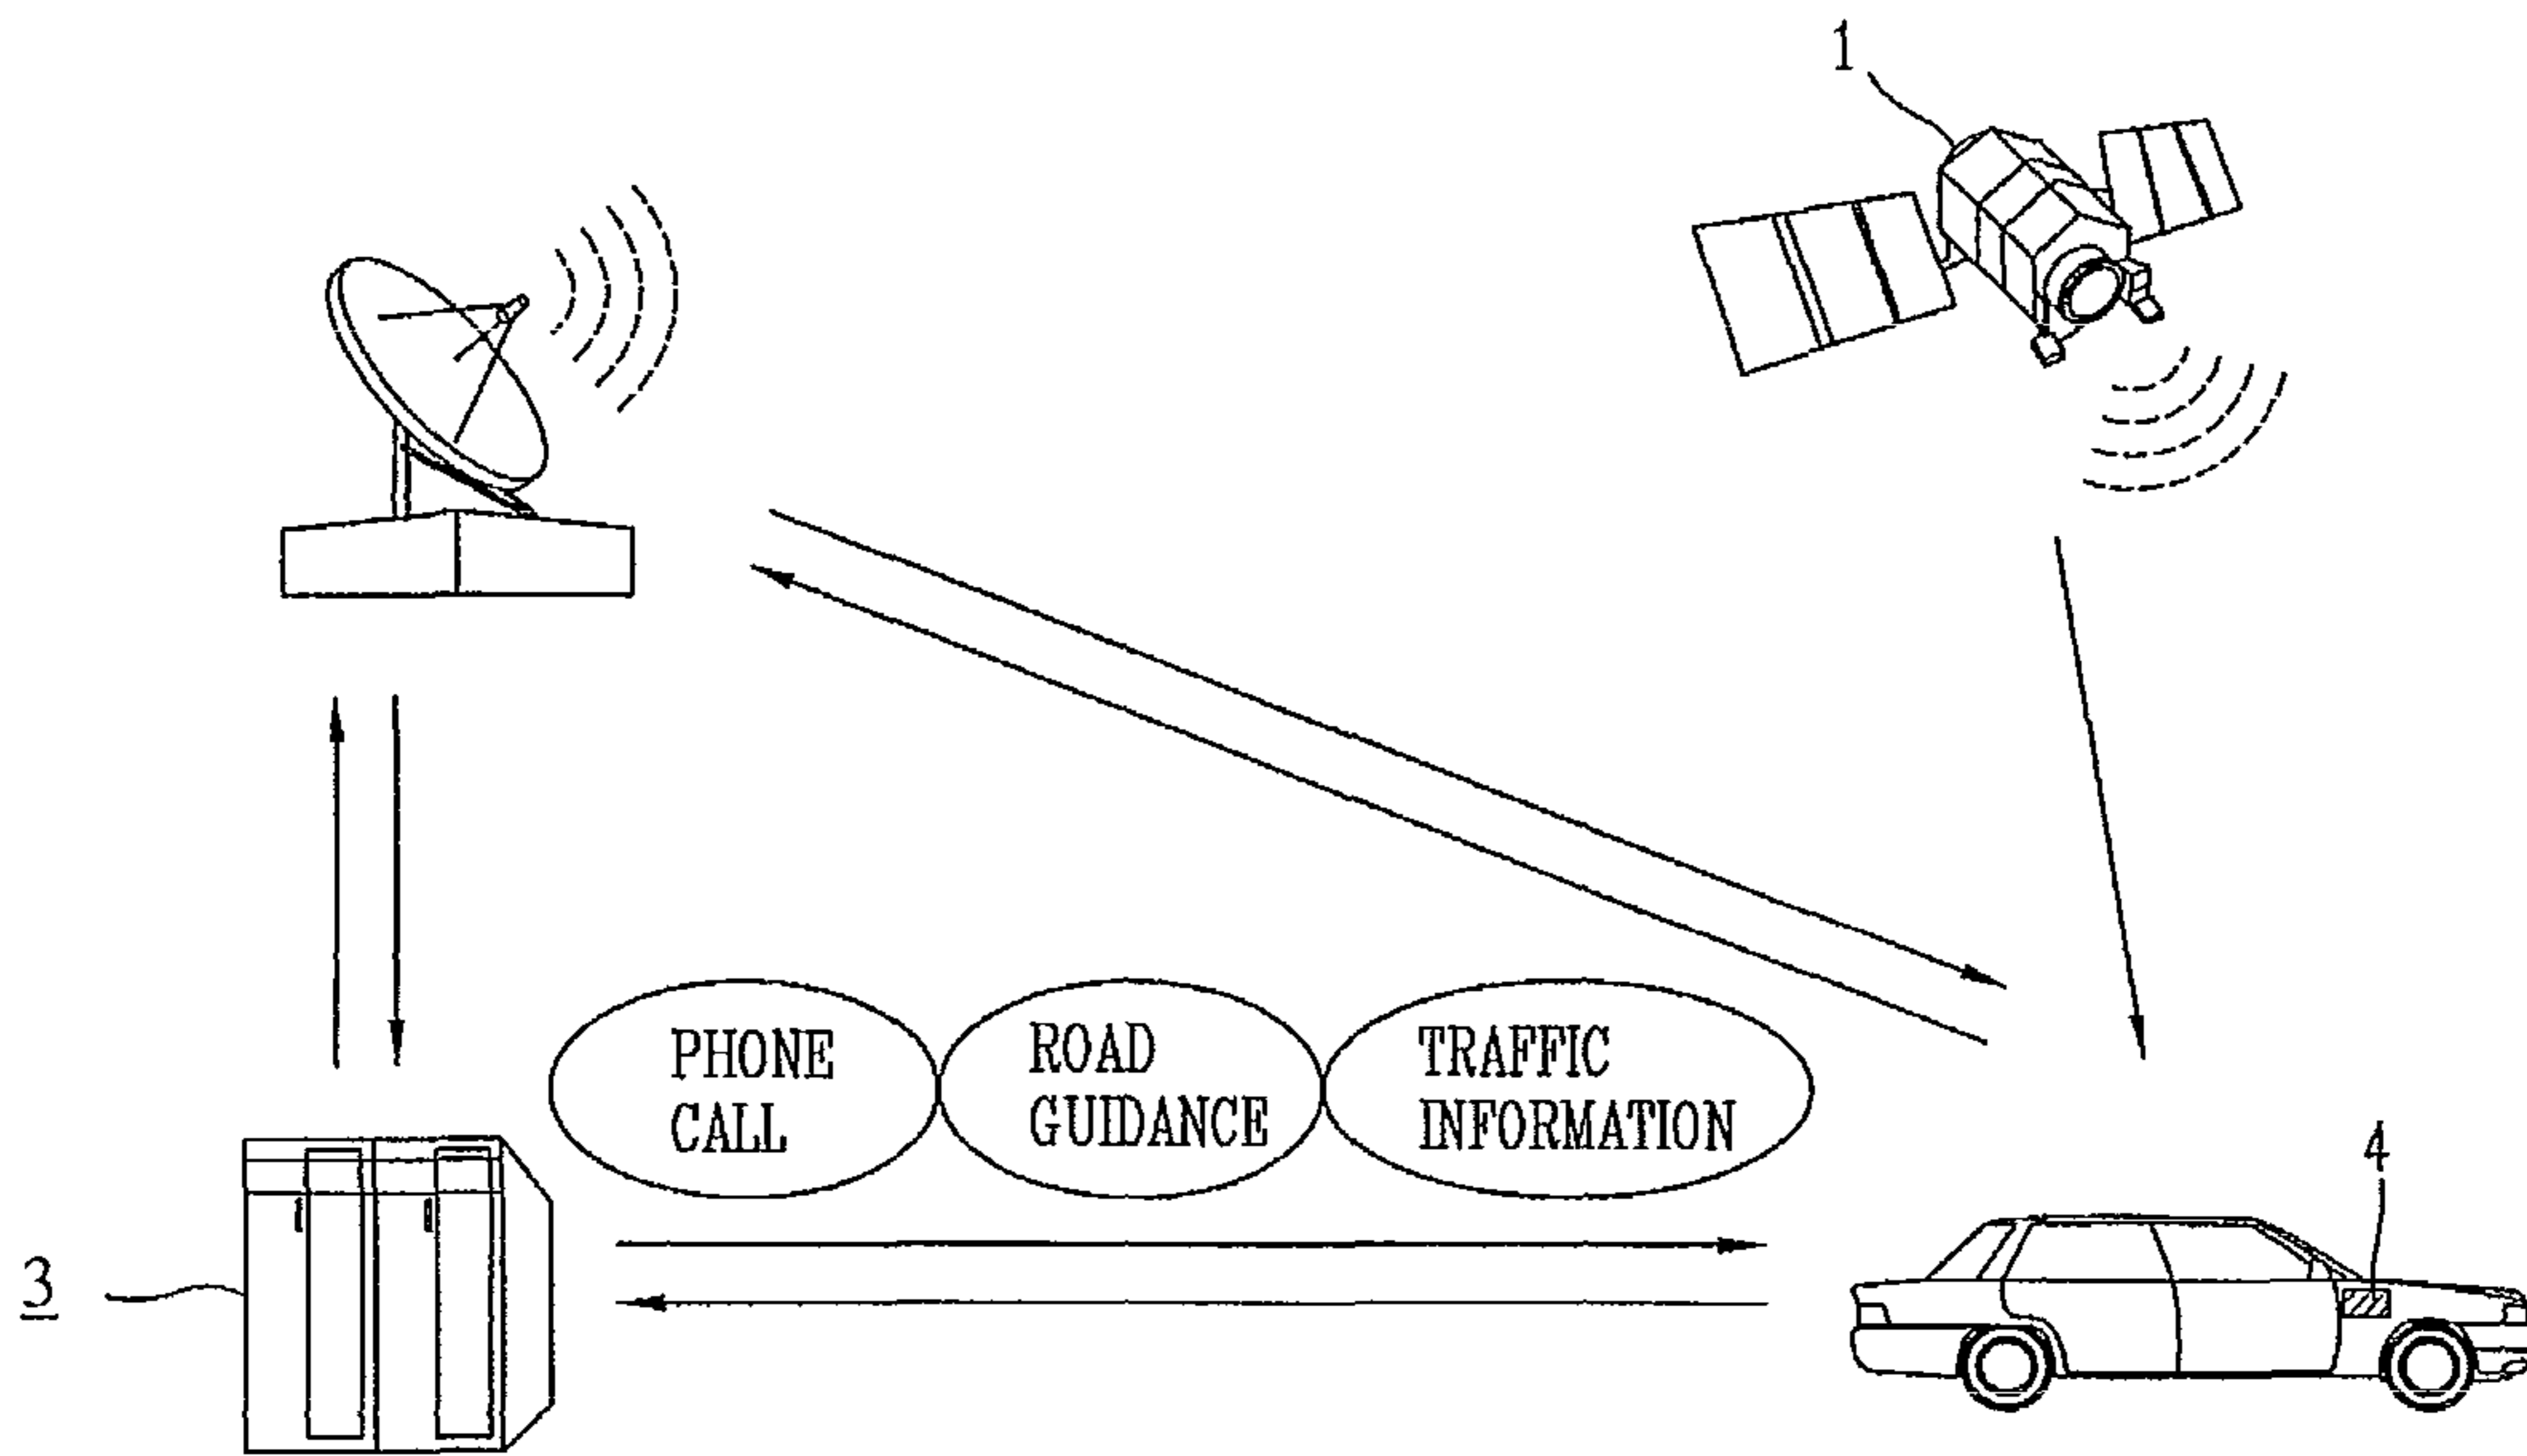 1
PHONE
CALL
ROAD
GUIDANCE
TRAFFIC
INFORMATION
4
3